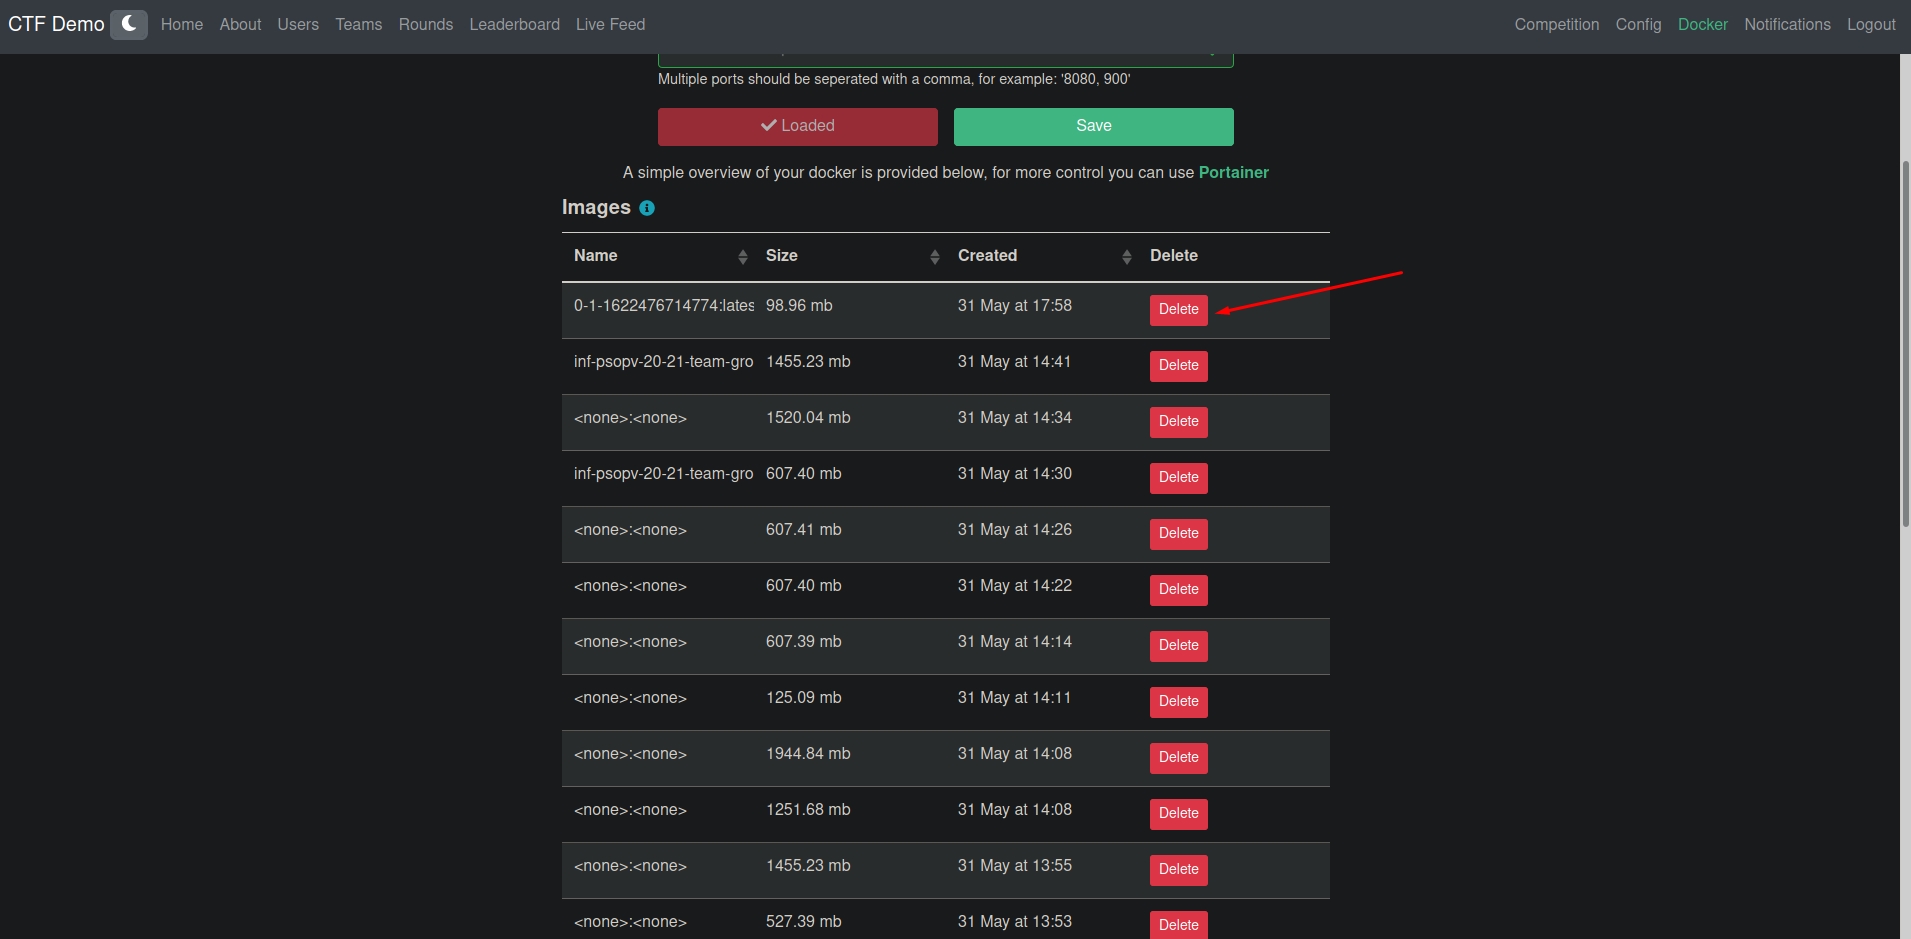 CTF Demo Home About Users Teams Rounds Leaderboard Live Feed Competition Config Docker Notifications Logout
Multiple ports should be seperated with a comma, for example: '8080, 900'
Loaded Save
A simple overview of your docker is provided below, for more control you can use Portainer
Images
Name Size Created Delete
0-1-1622476714774:lates 98.96 mb 31 May at 17:58 Delete
inf-psopv-20-21-team-gro 1455.23 mb 31 May at 14:41 Delete
<none>:<none> 1520.04 mb 31 May at 14:34 Delete
inf-psopv-20-21-team-gro 607.40 mb 31 May at 14:30 Delete
<none>:<none> 607.41 mb 31 May at 14:26 Delete
<none>:<none> 607.40 mb 31 May at 14:22 Delete
<none>:<none> 607.39 mb 31 May at 14:14 Delete
<none>:<none> 125.09 mb 31 May at 14:11 Delete
<none>:<none> 1944.84 mb 31 May at 14:08 Delete
<none>:<none> 1251.68 mb 31 May at 14:08 Delete
<none>:<none> 1455.23 mb 31 May at 13:55 Delete
<none>:<none> 527.39 mb 31 May at 13:53 Delete